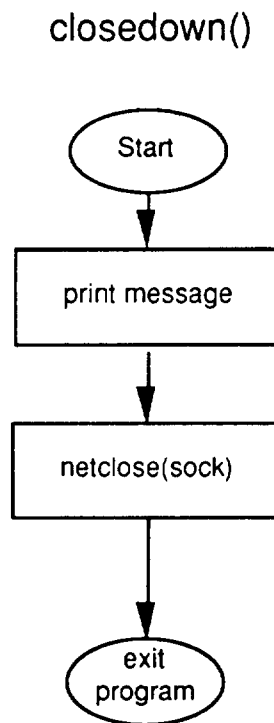 closedown()
Start
print message
netclose(sock)
exit
program